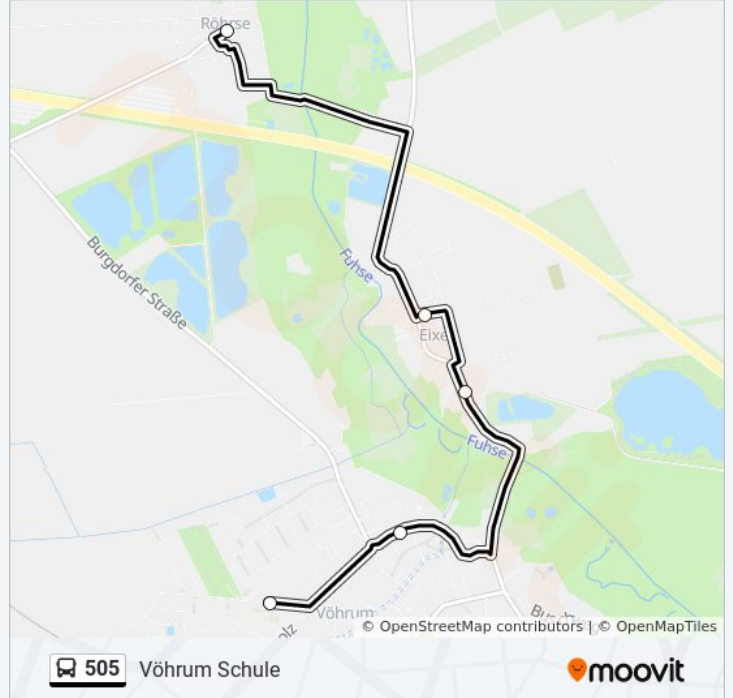 Röhrse
Burgdorfer Straße
Fuhse
Eixe
Fuhse
Vöhrum
© OpenStreetMap contributors | © OpenMapTiles
505 Vöhrum Schule
moovit